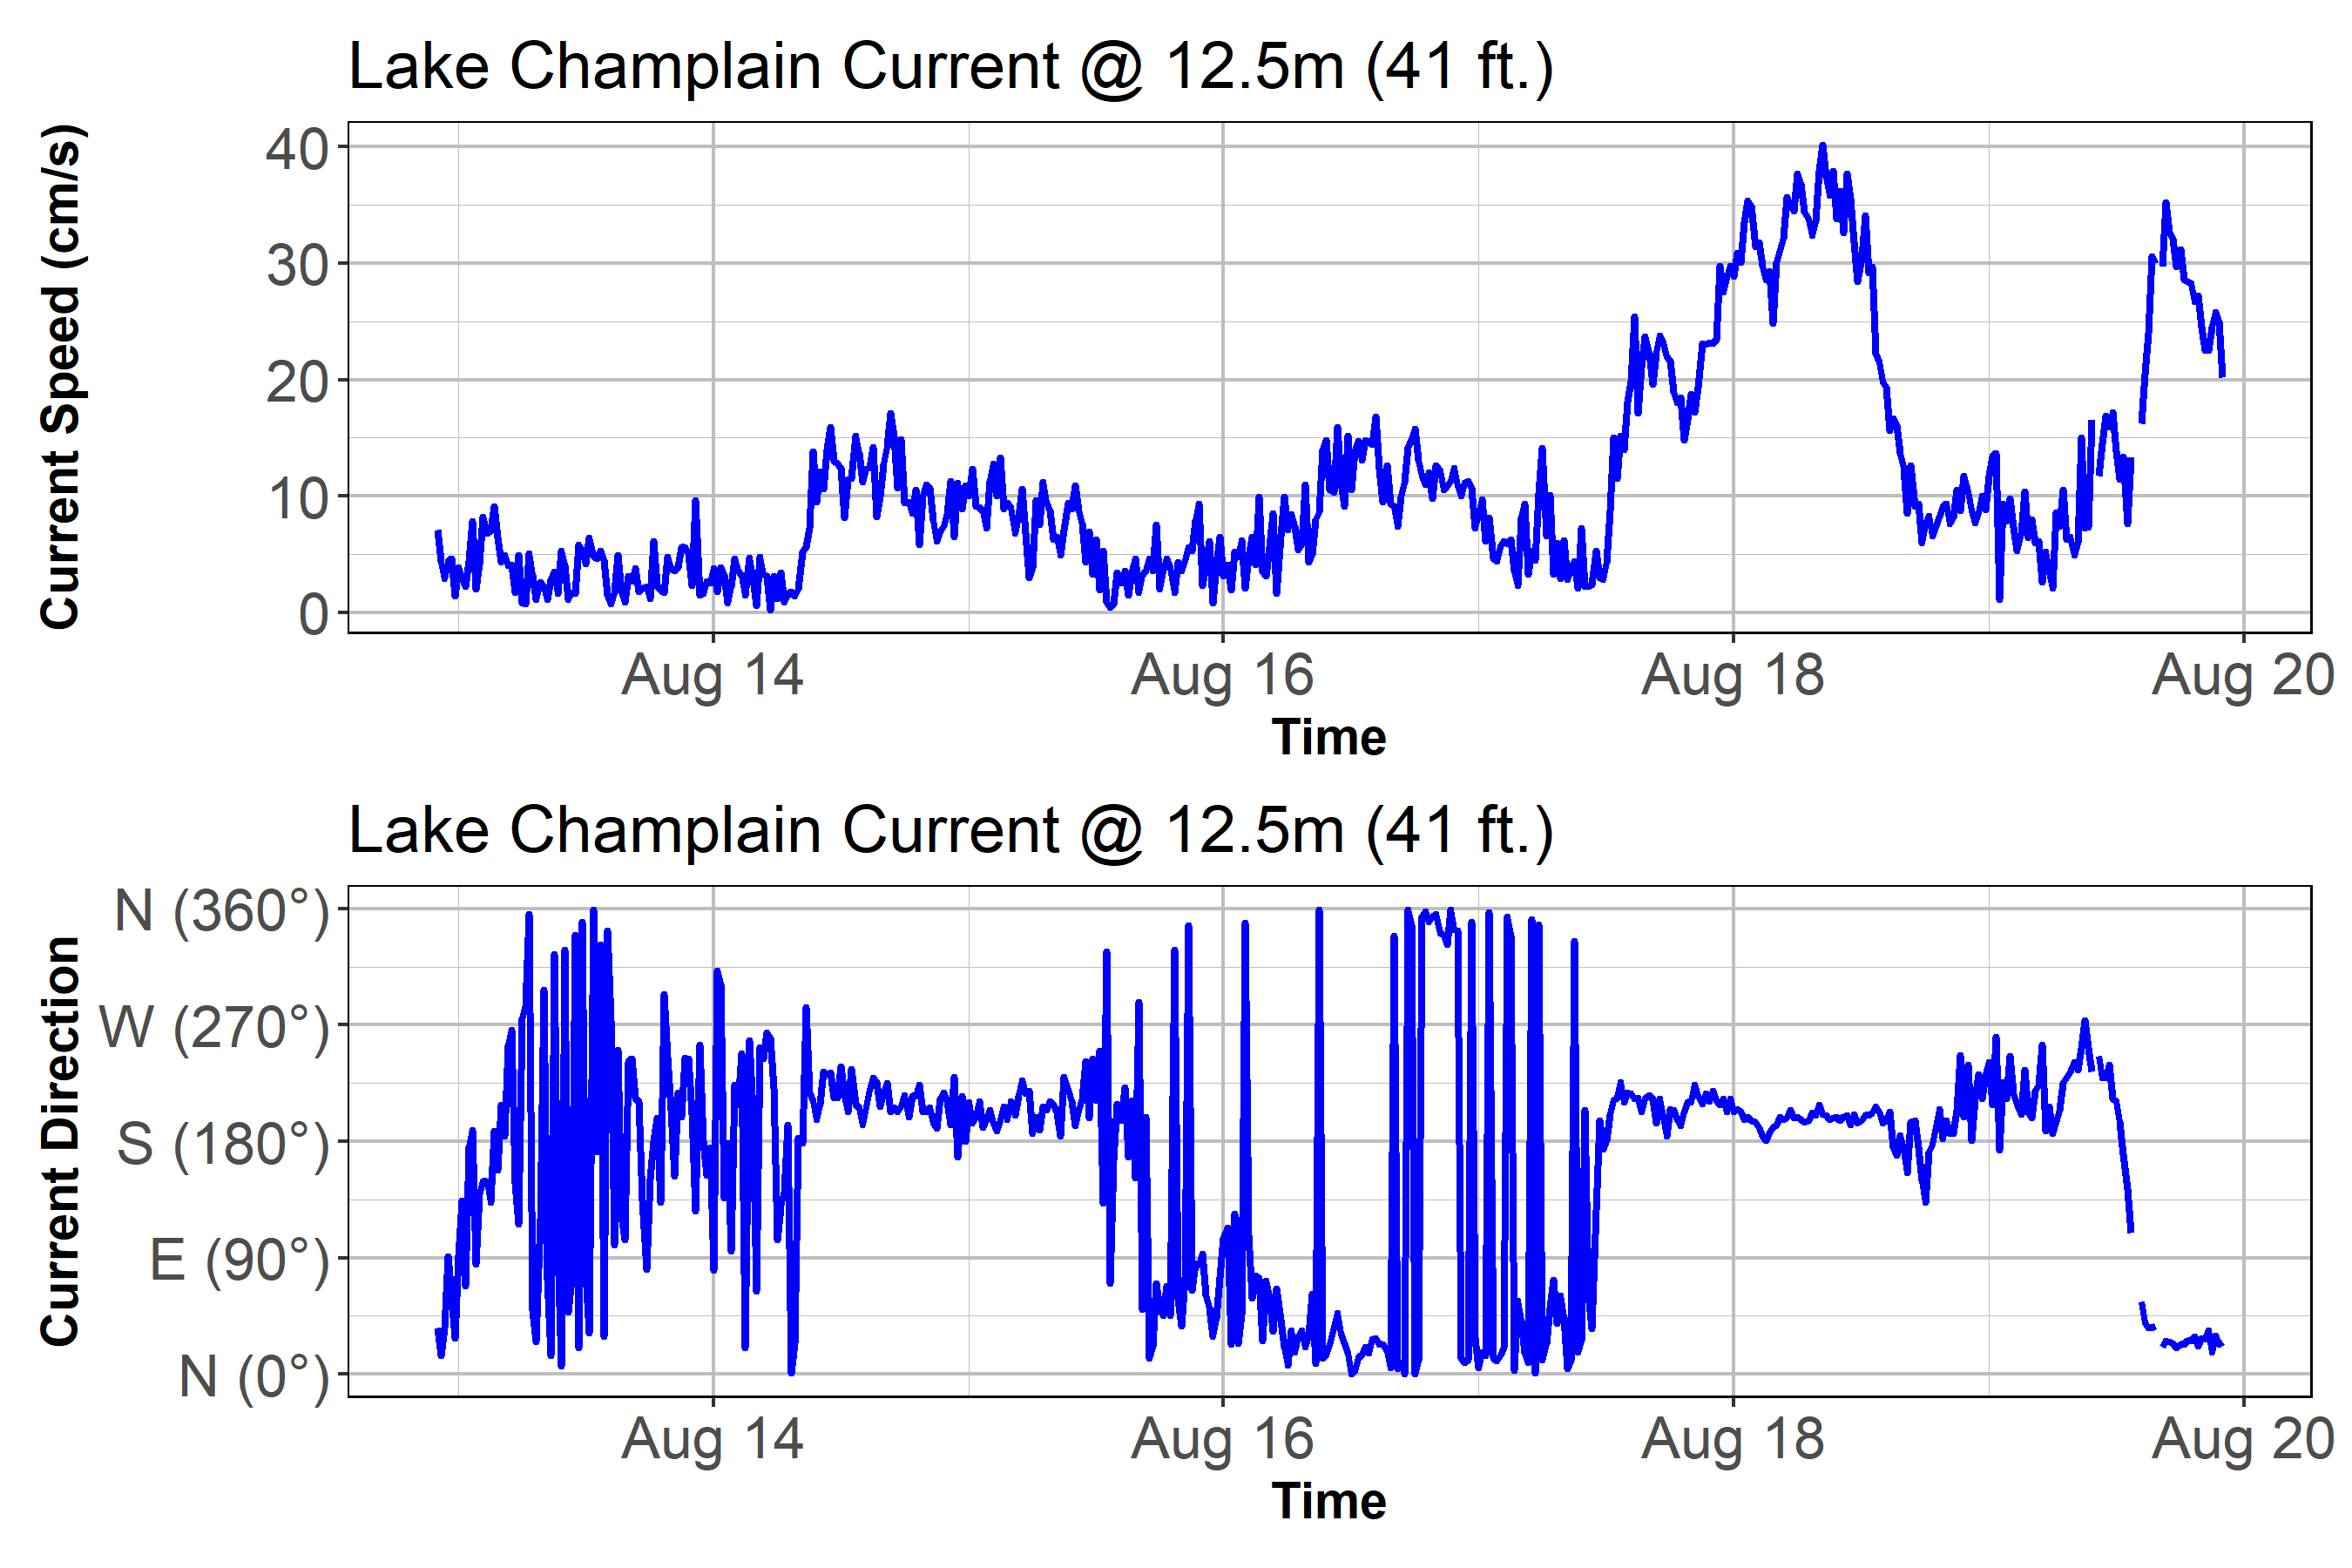 Lake Champlain Current @ 12.5m (41 ft.)
Current Speed (cm/s)
40
30
20
10
0
Aug 14 Aug 16 Aug 18 Aug 20
Time
Lake Champlain Current @ 12.5m (41 ft.)
Current Direction
N (360°)
W (270°)
S (180°)
E (90°)
N (0°)
Aug 14 Aug 16 Aug 18 Aug 20
Time